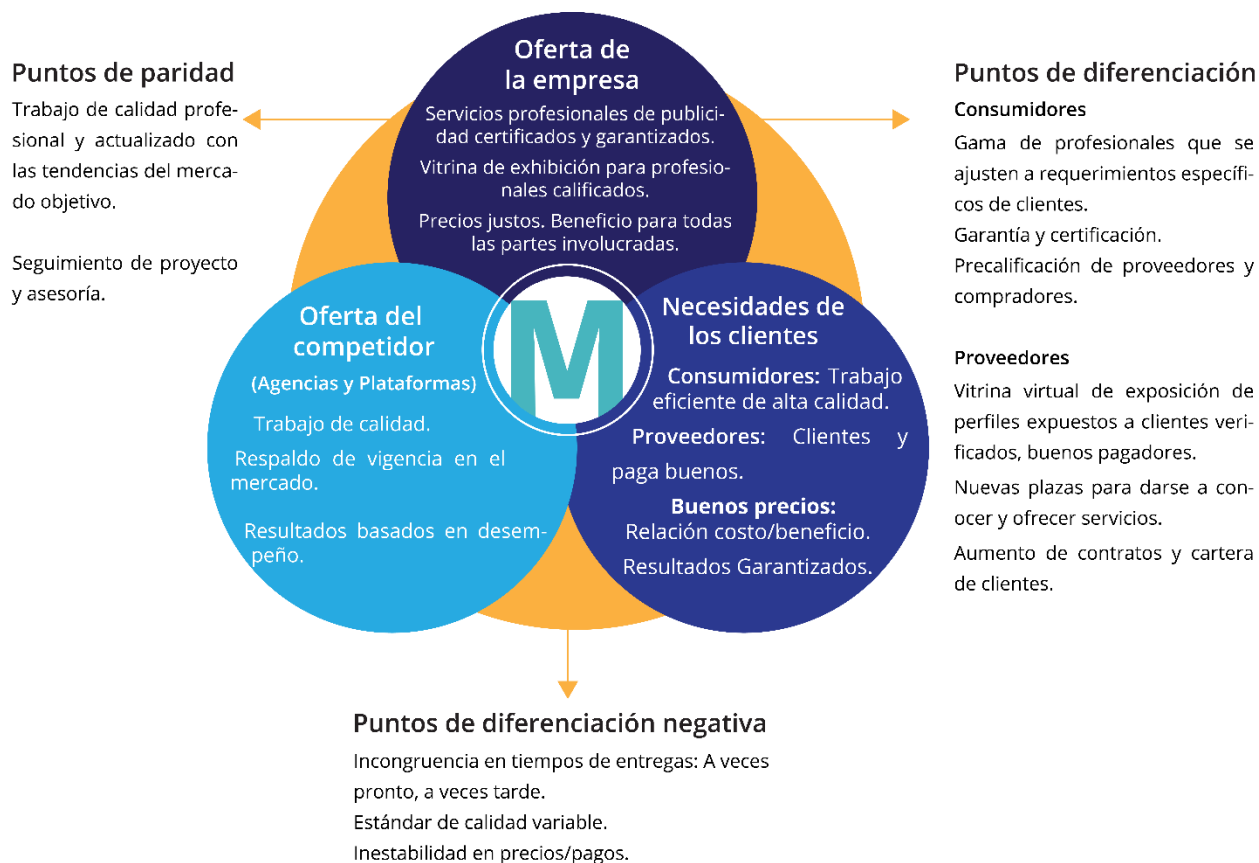 Oferta de
la empresa
Servicios profesionales de publici-
dad certificados y garantizados.
Vitrina de exhibición para profesio-
nales calificados.
Precios justos. Beneficio para todas
las partes involucradas.
Puntos de paridad
Trabajo de calidad profe-
sional y actualizado con
las tendencias del merca-
do objetivo.
Seguimiento de proyecto
y asesoría.
Puntos de diferenciación
Consumidores
Gama de profesionales que se
ajusten a requerimientos específi-
cos de clientes.
Garantía y certificación.
Precalificación de proveedores y
compradores.
Proveedores
Vitrina virtual de exposición de
perfiles expuestos a clientes veri-
ficados, buenos pagadores.
Nuevas plazas para darse a con-
ocer y ofrecer servicios.
Aumento de contratos y cartera
de clientes.
Oferta del
competidor
(Agencias y Plataformas)
Trabajo de calidad.
Respaldo de vigencia en el
mercado.
Resultados basados en desem-
peño.
M
Necesidades de
los clientes
Consumidores: Trabajo
eficiente de alta calidad.
Proveedores: Clientes y
paga buenos.
Buenos precios:
Relación costo/beneficio.
Resultados Garantizados.
Puntos de diferenciación negativa
Incongruencia en tiempos de entregas: A veces
pronto, a veces tarde.
Estándar de calidad variable.
Inestabilidad en precios/pagos.